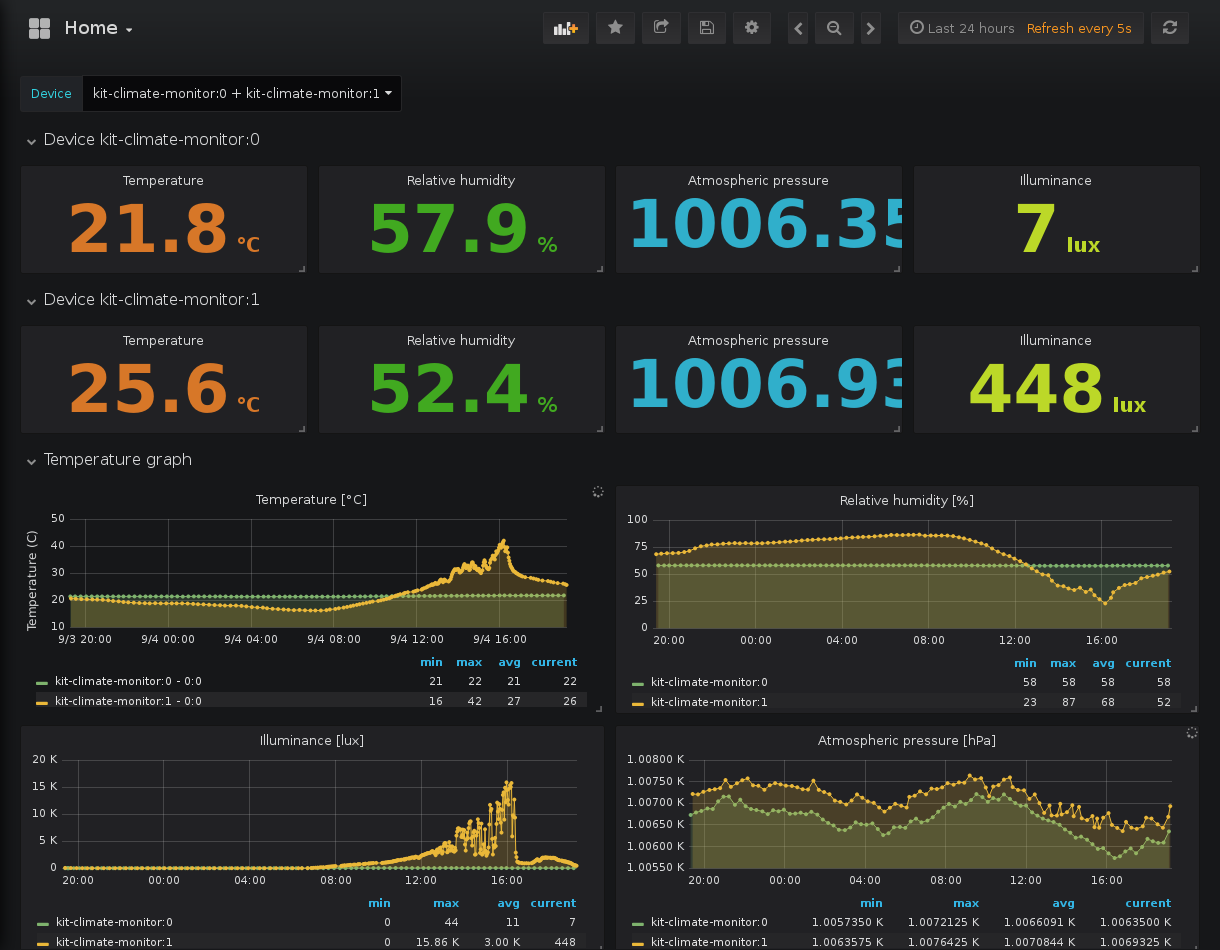 Home
Last 24 hours Refresh every 5s
Device kit-climate-monitor:0 + kit-climate-monitor:1
Device kit-climate-monitor:0
Temperature Relative humidity Atmospheric pressure Illuminance
21.8 °C 57.9 % 1006.35 7 lux
Device kit-climate-monitor:1
Temperature Relative humidity Atmospheric pressure Illuminance
25.6 °C 52.4 % 1006.93 448 lux
Temperature graph
Temperature [°C]
Temperature (C)
50
40
30
20
10
9/3 20:00 9/4 00:00 9/4 04:00 9/4 08:00 9/4 12:00 9/4 16:00
min max avg current
kit-climate-monitor:0 - 0:0 21 22 21 22
kit-climate-monitor:1 - 0:0 16 42 27 26
Relative humidity [%]
100
75
50
25
0
20:00 00:00 04:00 08:00 12:00 16:00
min max avg current
kit-climate-monitor:0 58 58 58 58
kit-climate-monitor:1 23 87 68 52
Illuminance [lux]
20 K
15 K
10 K
5 K
0
20:00 00:00 04:00 08:00 12:00 16:00
min max avg current
kit-climate-monitor:0 0 44 11 7
kit-climate-monitor:1 0 15.86 K 3.00 K 448
Atmospheric pressure [hPa]
1.00800 K
1.00750 K
1.00700 K
1.00650 K
1.00600 K
1.00550 K
20:00 00:00 04:00 08:00 12:00 16:00
min max avg current
kit-climate-monitor:0 1.0057350 K 1.0072125 K 1.0066091 K 1.0063500 K
kit-climate-monitor:1 1.0063575 K 1.0076425 K 1.0070844 K 1.0069325 K